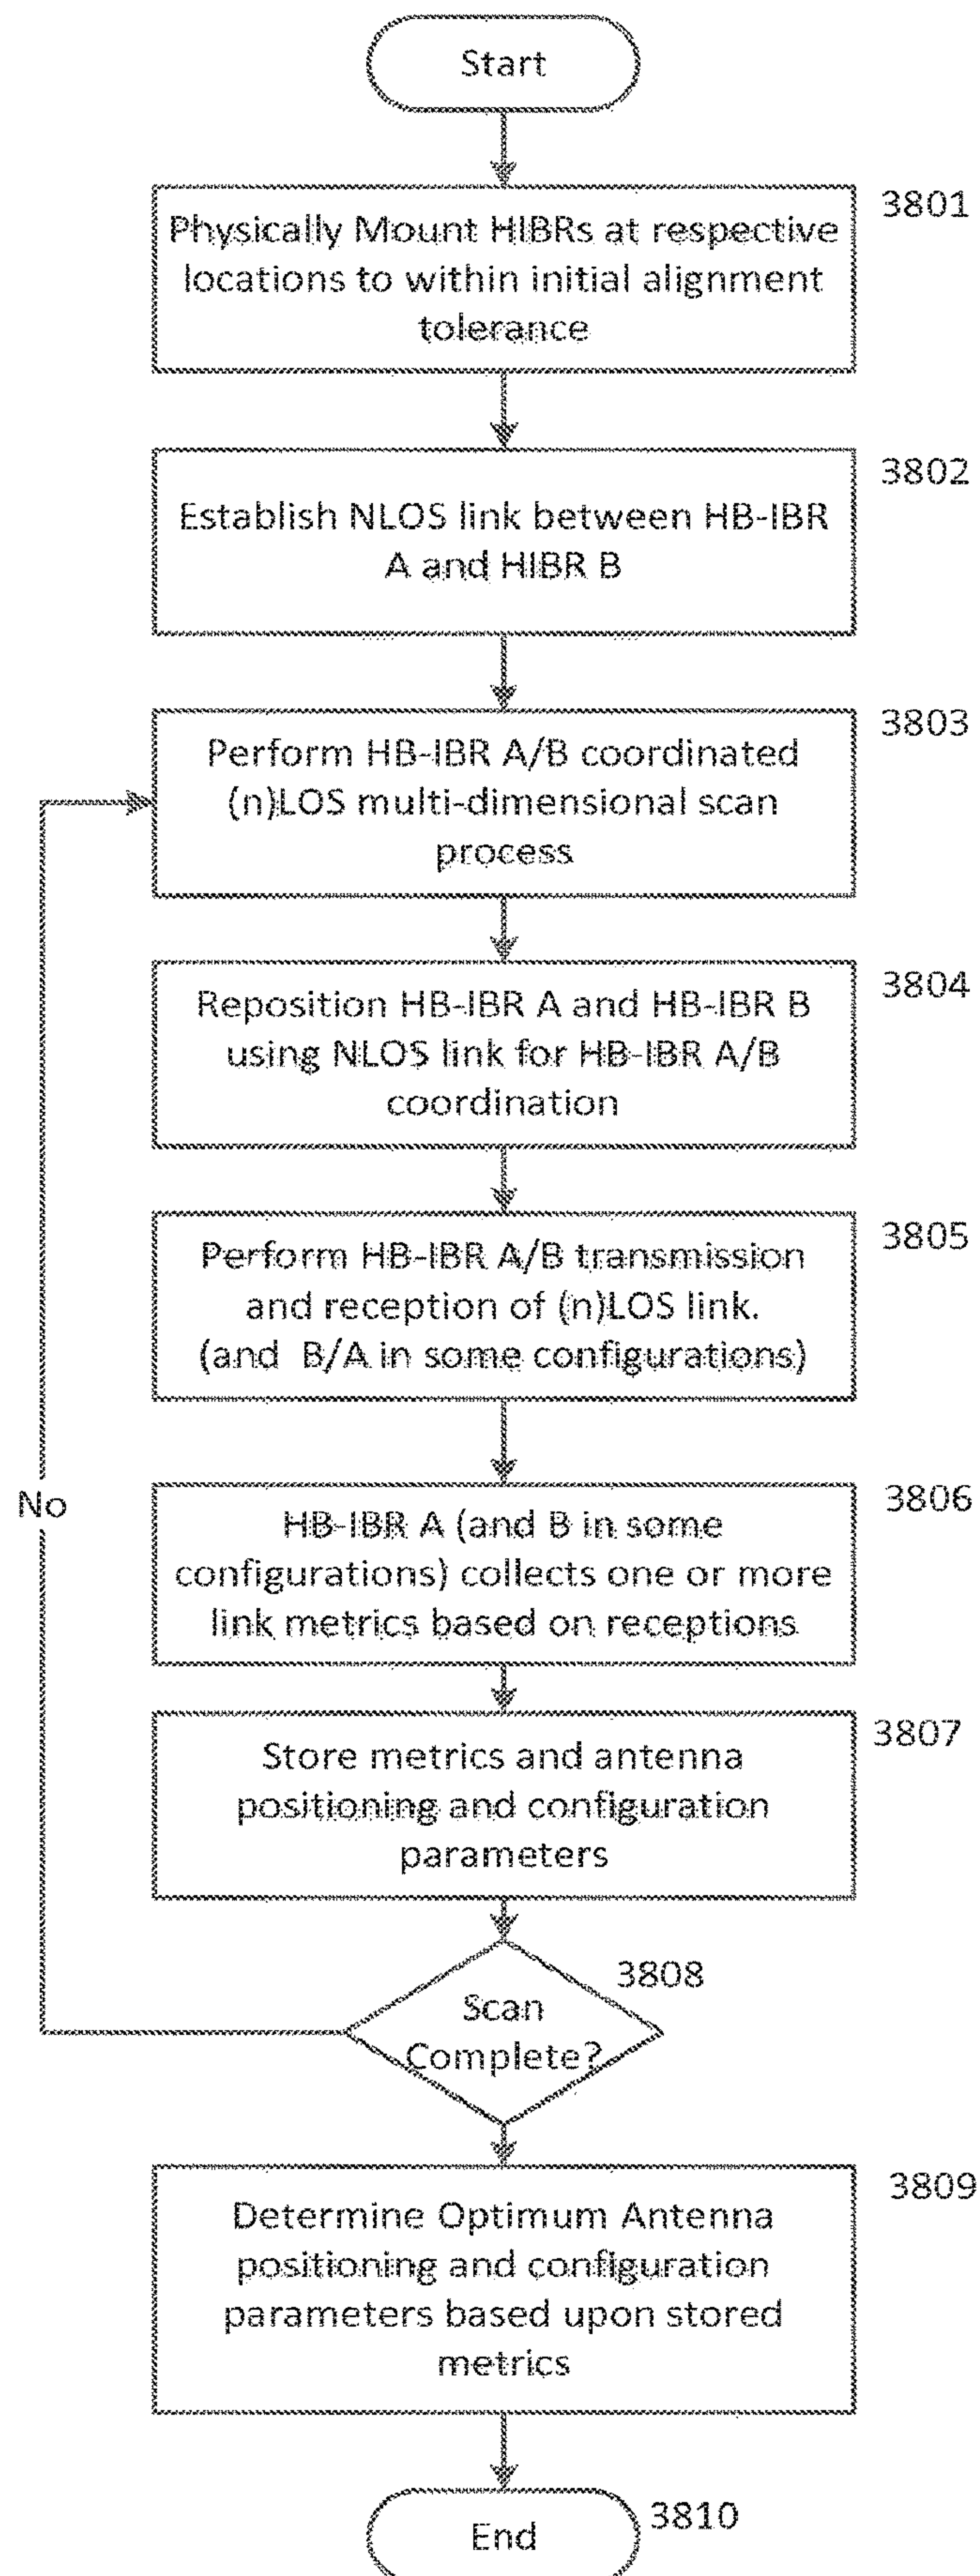 Start
3801
Physically Mount HIBRs at respective
locations to within initial alignment
tolerance
3802
Establish NLOS link between HB-IBR
A and HIBR B
3803
Perform HB-IBR A/B coordinated
(n)LOS multi-dimensional scan
process
3804
Reposition HB-IBR A and HB-IBR B
using NLOS link for HB-IBR A/B
coordination
3805
Perform HB-IBR A/B transmission
and reception of (n)LOS link.
(and B/A in some configurations)
No
3806
HB-IBR A (and B in some
configurations) collects one or more
link metrics based on receptions
3807
Store metrics and antenna
positioning and configuration
parameters
3808
Scan
Complete?
3809
Determine Optimum Antenna
positioning and configuration
parameters based upon stored
metrics
3810
End